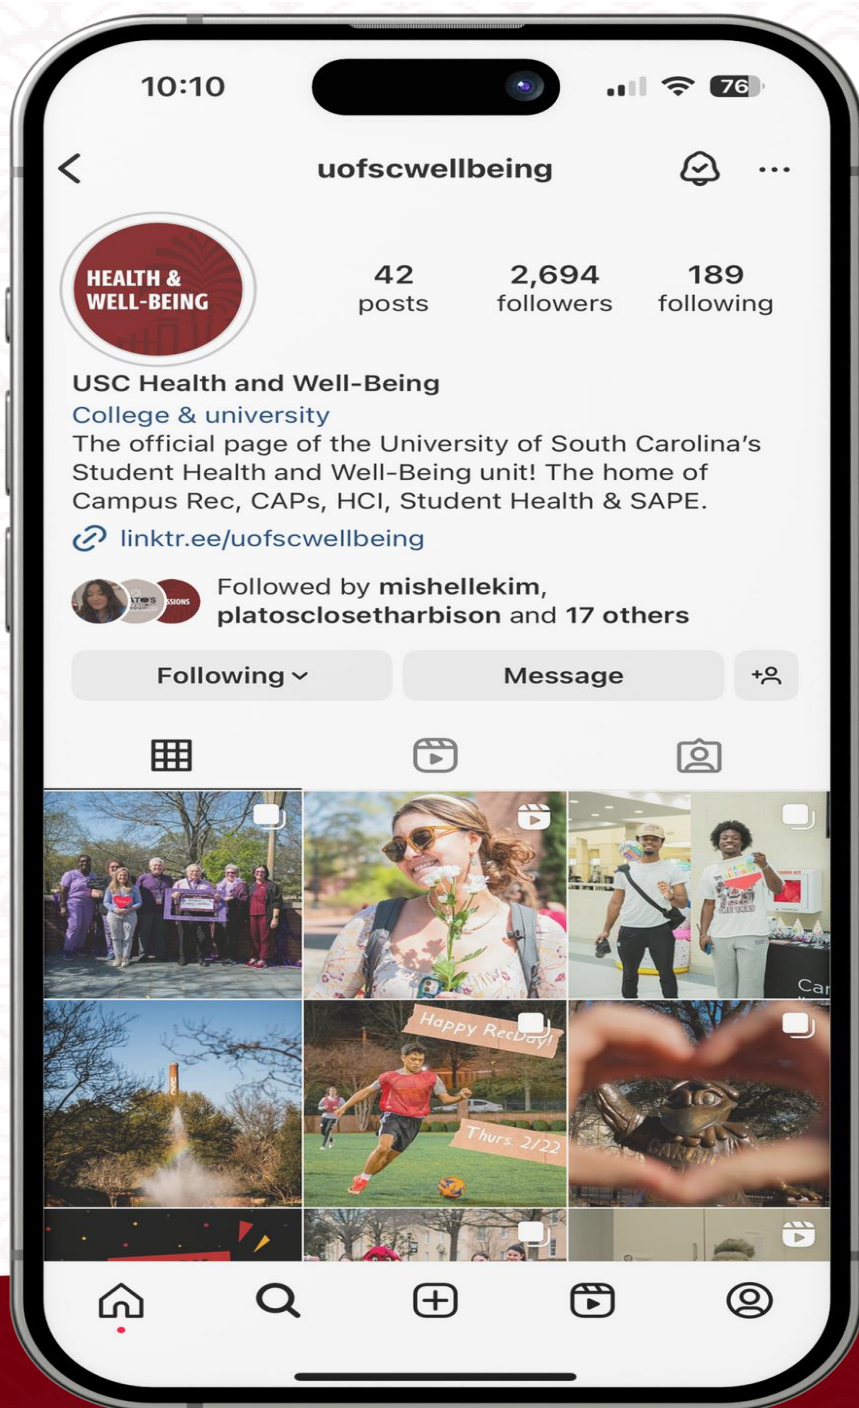 10:10
76
uofscwellbeing
HEALTH &
WELL-BEING
42
posts
2,694
followers
189
following
USC Health and Well-Being
College & university
The official page of the University of South Carolina's
Student Health and Well-Being unit! The home of
Campus Rec, CAPs, HCI, Student Health & SAPE.
linktr.ee/uofscwellbeing
SSIONS
Followed by mishellekim,
platosclosetharbison and 17 others
Following
Message
Car
Happy RecDay!
Thurs. 2/22